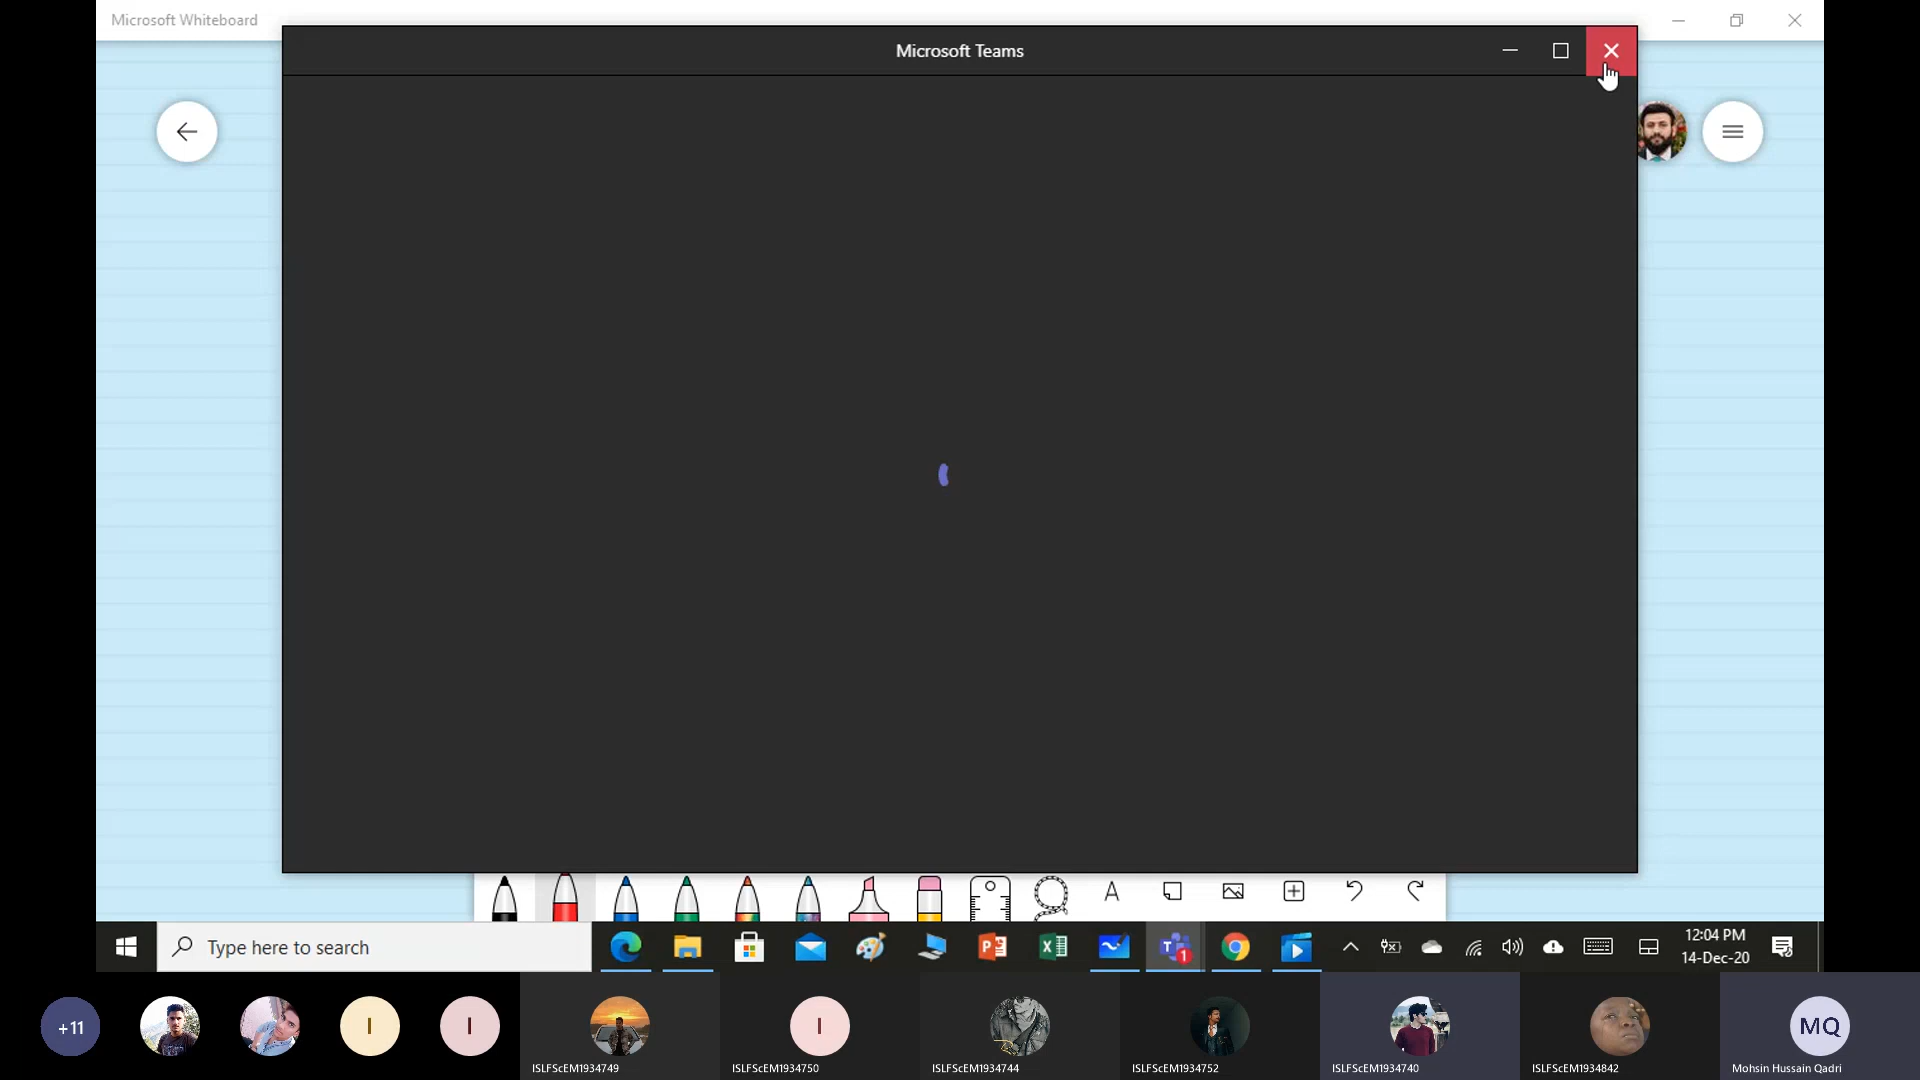 Microsoft Whiteboard
Microsoft Teams
A
Type here to search
1
12:04 PM
14-Dec-20
+11
I
I
I
MQ
ISLFScEM1934749
ISLFScEM1934750
ISLFScEM1934744
ISLFScEM1934752
ISLFScEM1934740
ISLFScEM1934842
Mohsin Hussain Qadri